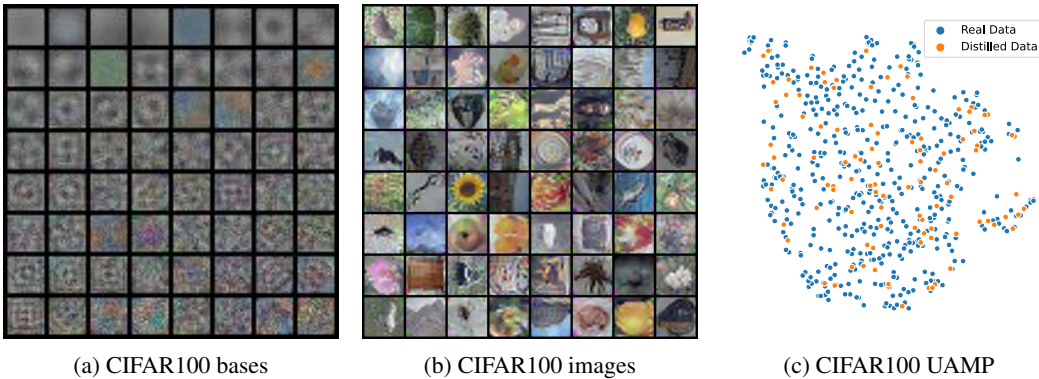 Real Data
Distilled Data
(a) CIFAR100 bases
(b) CIFAR100 images
(c) CIFAR100 UAMP